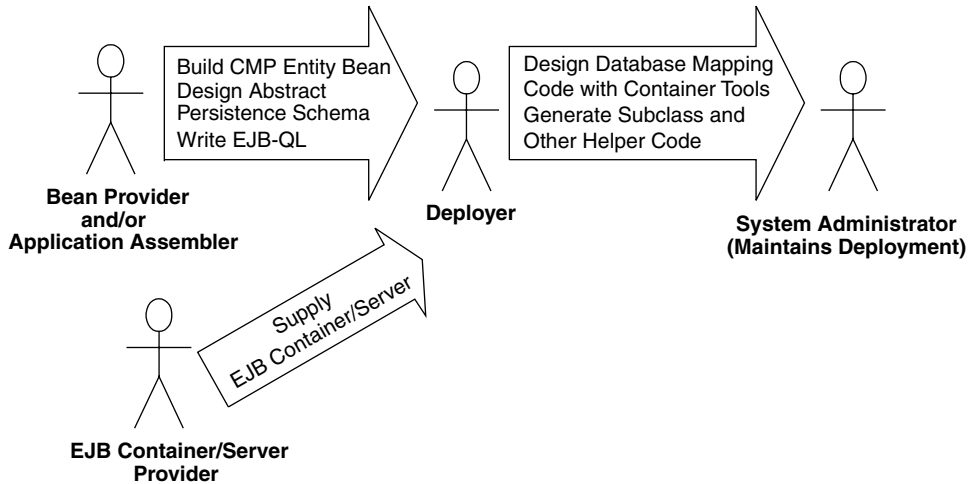 Build CMP Entity Bean
Design Abstract
Persistence Schema
Write EJB-QL
Design Database Mapping
Code with Container Tools
Generate Subclass and
Other Helper Code
Bean Provider
and/or
Application Assembler
Deployer
System Administrator
(Maintains Deployment)
Supply
EJB Container/Server
EJB Container/Server
Provider